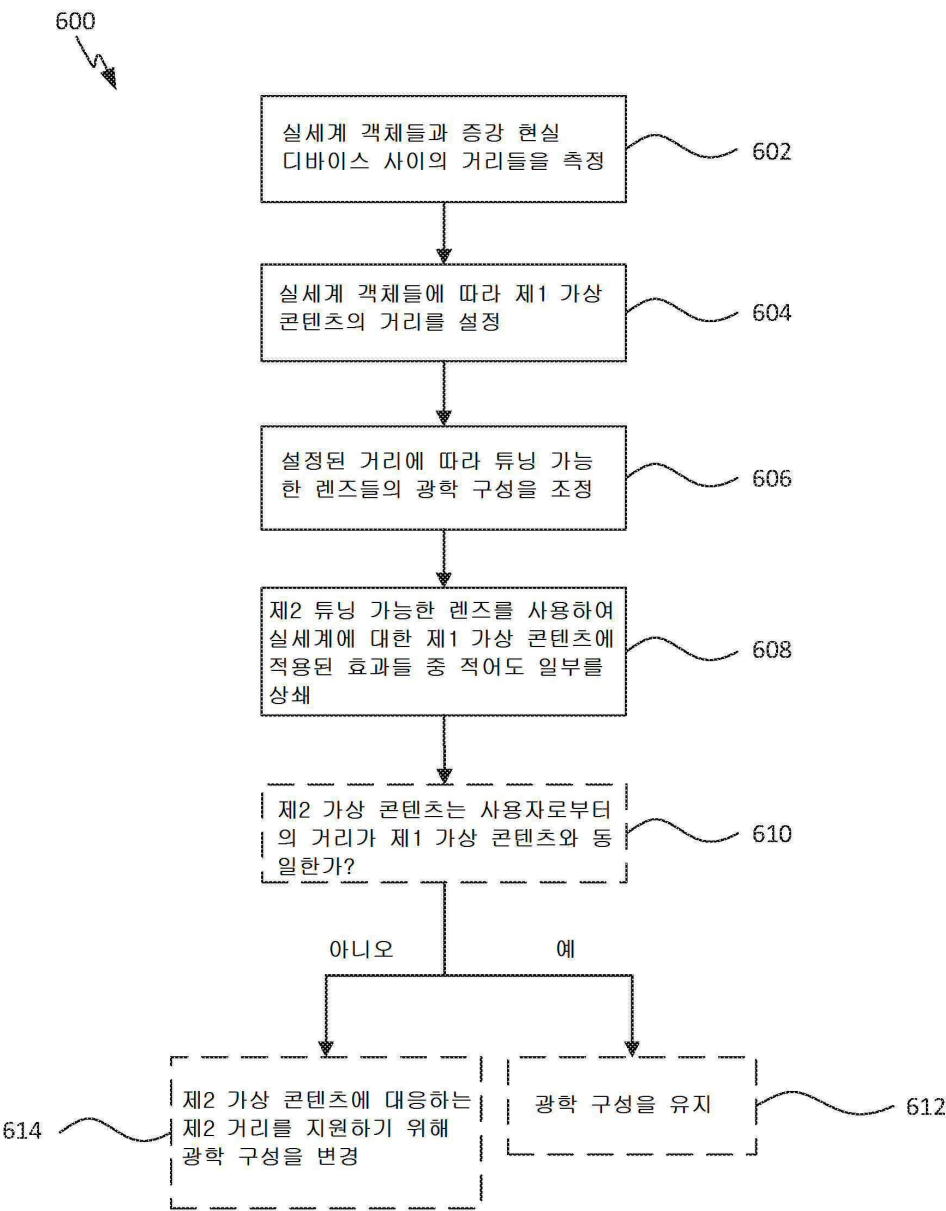 600
실세계 객체들과 증강 현실
디바이스 사이의 거리들을 측정
602
실세계 객체들에 따라 제1 가상
콘텐츠의 거리를 설정
604
설정된 거리에 따라 튜닝 가능
한 렌즈들의 광학 구성을 조정
606
제2 튜닝 가능한 렌즈를 사용하여
실세계에 대한 제1 가상 콘텐츠에
적용된 효과들 중 적어도 일부를
상쇄
608
제2 가상 콘텐츠는 사용자로부터
의 거리가 제1 가상 콘텐츠와 동
일한가?
610
아니오
예
제2 가상 콘텐츠에 대응하는
제2 거리를 지원하기 위해
광학 구성을 변경
614
광학 구성을 유지
612